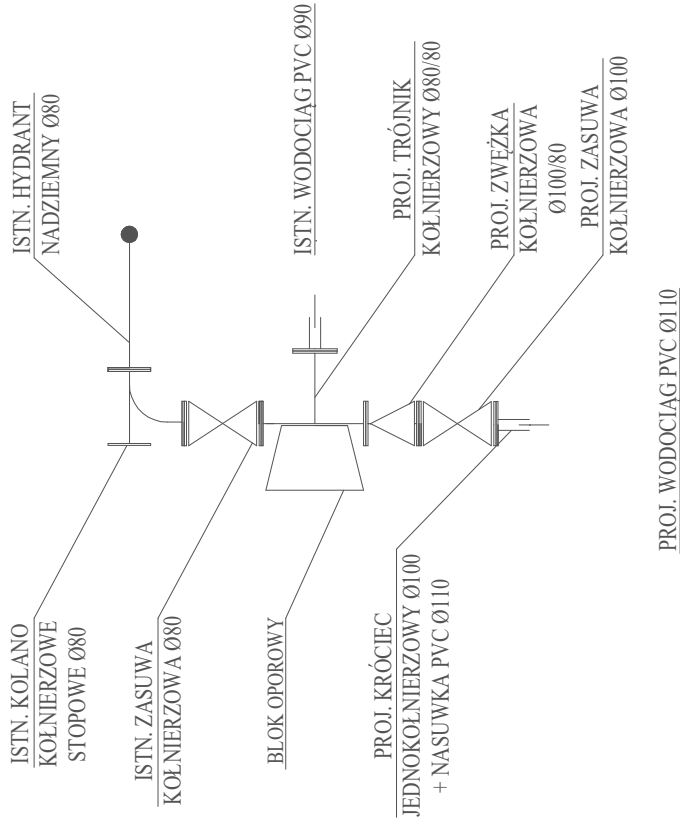 ISTN. KOLANO
KOŁNIERZOWE
STOPOWE Ø80
ISTN. ZASUWA
KOŁNIERZOWA Ø80
BLOK OPOROWY
PROJ. KRÓCIEC
JEDNOKOŁNIERZOWY Ø100
+ NASUWKA PVC Ø110
ISTN. HYDRANT
NADZIEMNY Ø80
ISTN. WODOCIĄG PVC Ø90
PROJ. TRÓJNIK
KOŁNIERZOWY Ø80/80
PROJ. ZWĘŻKA
KOŁNIERZOWA
Ø100/80
PROJ. ZASUWA
KOŁNIERZOWA Ø100
PROJ. WODOCIĄG PVC Ø110